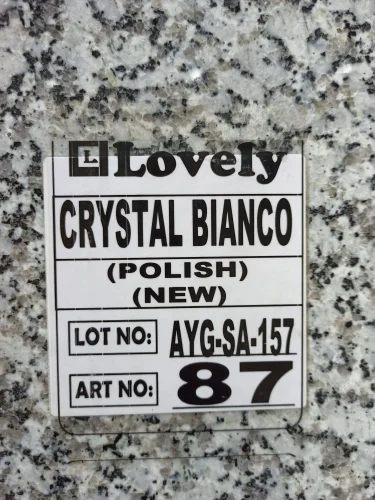 L Lovely
CRYSTAL BIANCO
(POLISH)
(NEW)
LOT NO: AYG-SA-157
ART NO: 87